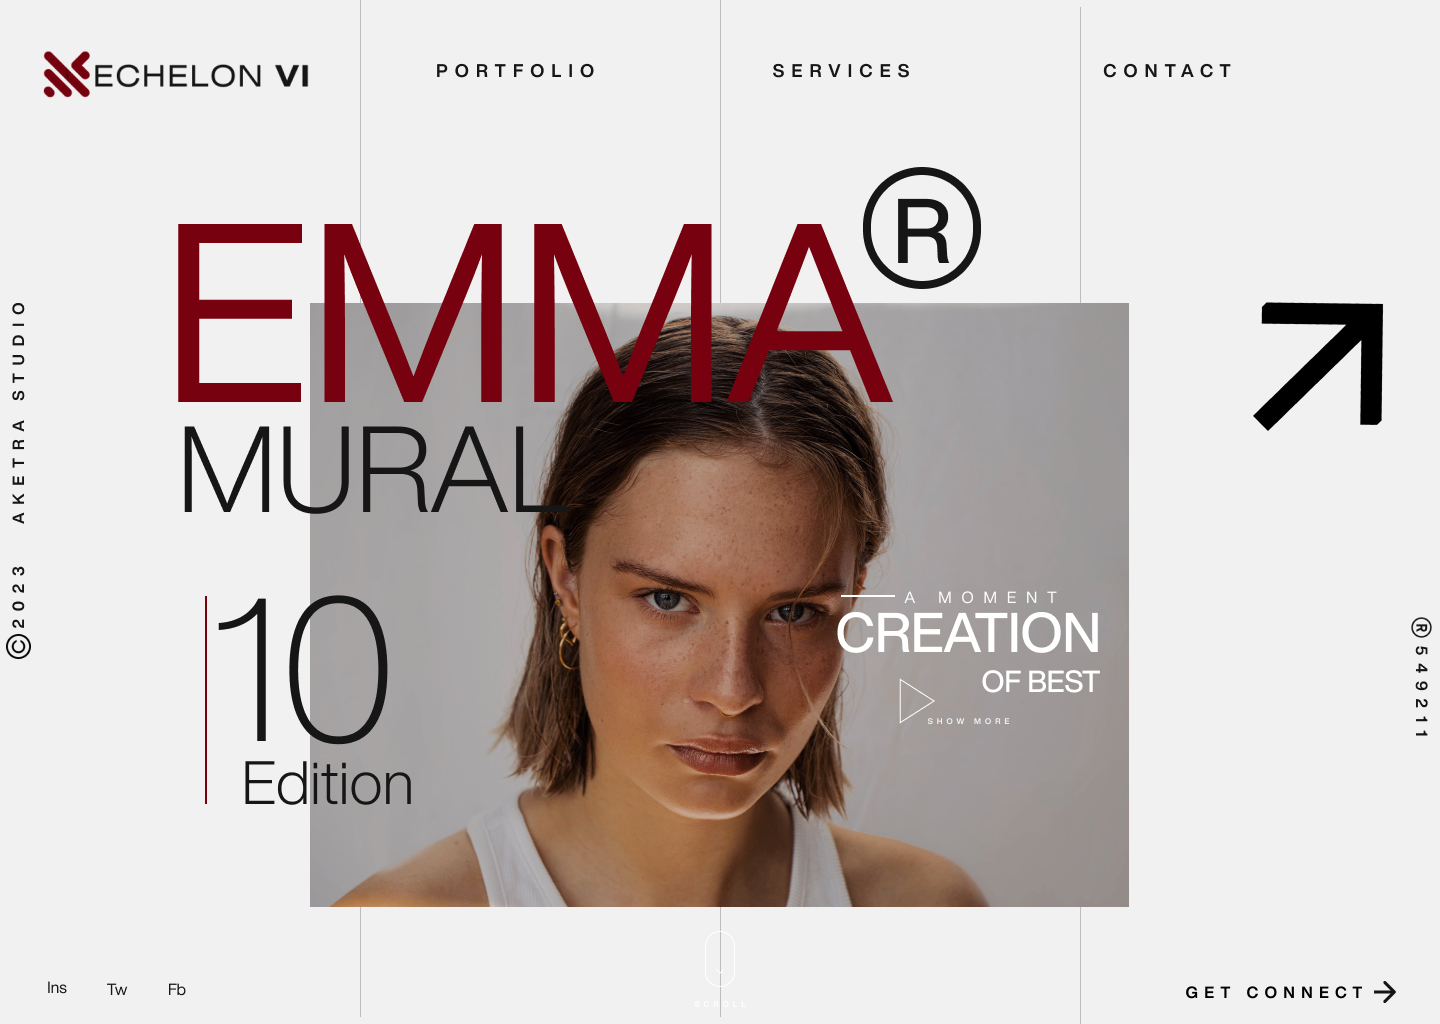 ECHELON VI
PORTFOLIO
SERVICES
CONTACT
EMMA®
MURAL
10
Edition
A MOMENT
CREATION
OF BEST
SHOW MORE
©2023 AKETRA STUDIO
®549211
Ins
Tw
Fb
SCROLL
GET CONNECT